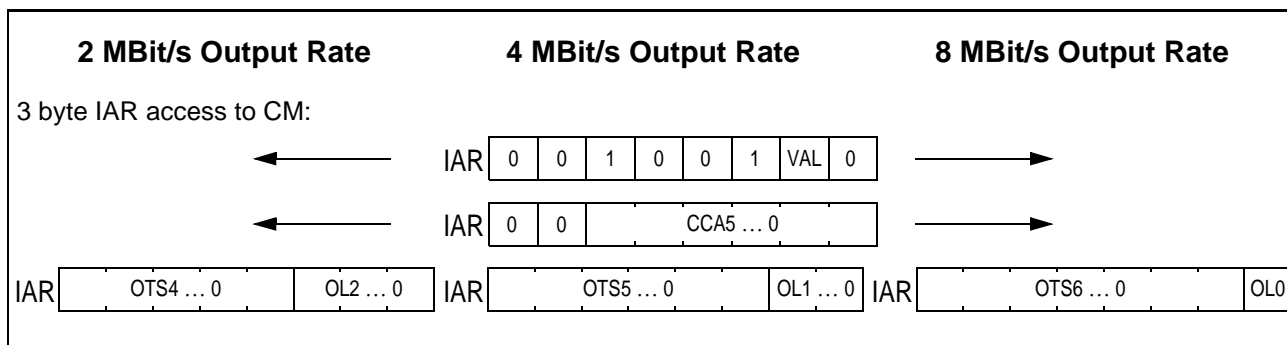 2 MBit/s Output Rate 4 MBit/s Output Rate 8 MBit/s Output Rate
3 byte IAR access to CM:
IAR 0 0 1 0 0 1 VAL 0
IAR 0 0 CCA5 … 0
IAR OTS4 … 0 OL2 … 0 IAR OTS5 … 0 OL1 … 0 IAR OTS6 … 0 OL0